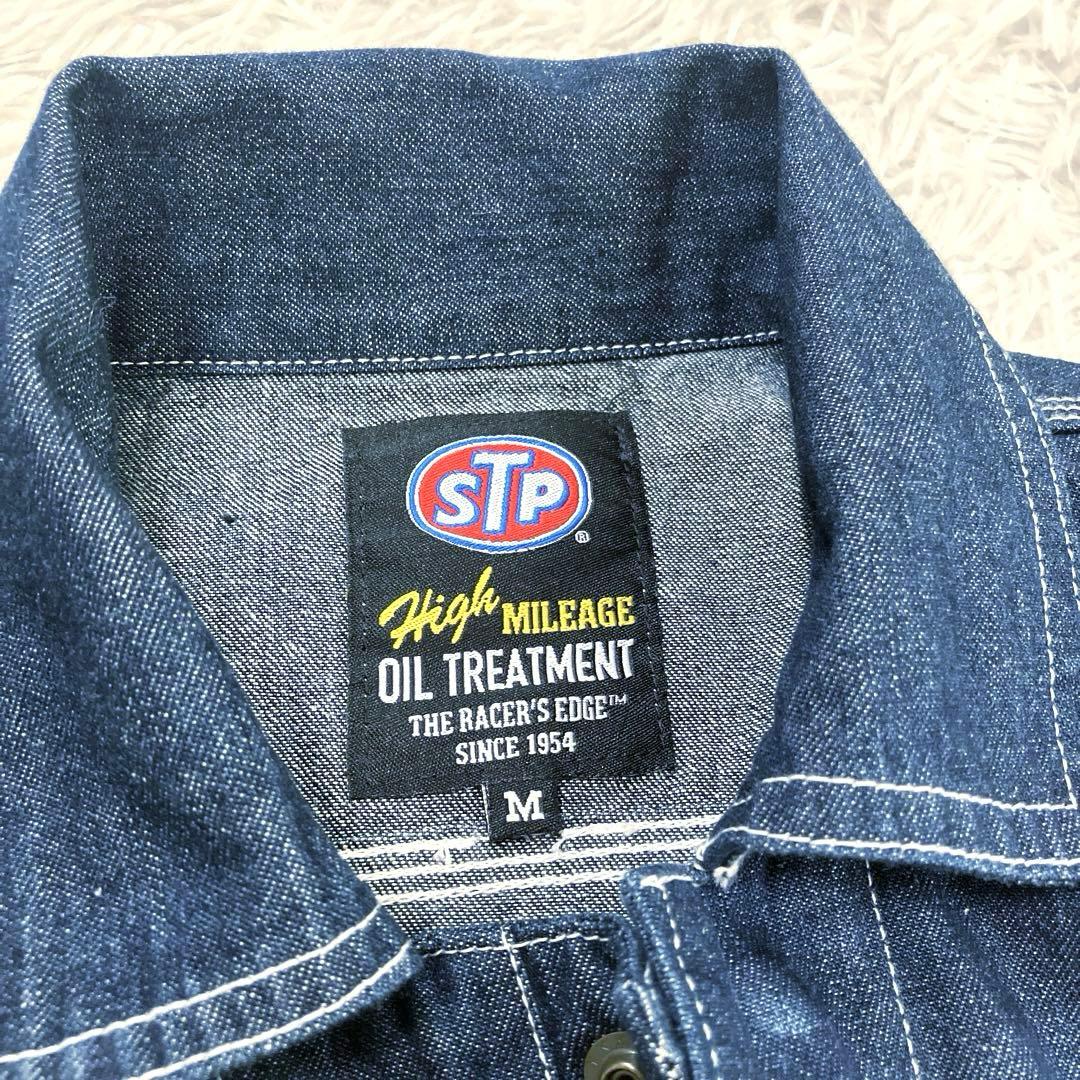 STP®
High MILEAGE
OIL TREATMENT
THE RACER'S EDGE™
SINCE 1954
M